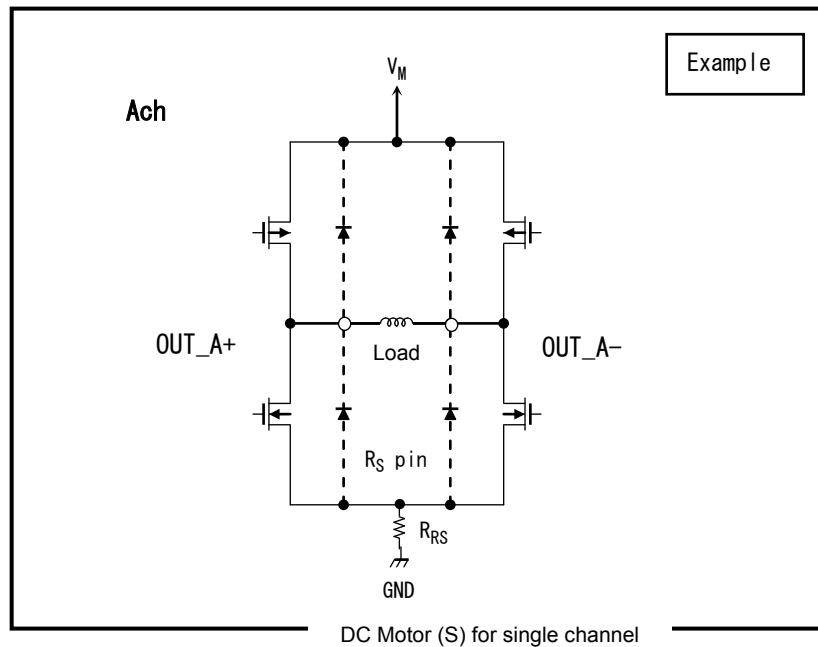 Example
V_M
Ach
OUT_A+
Load
OUT_A−
R_S pin
R_RS
GND
DC Motor (S) for single channel